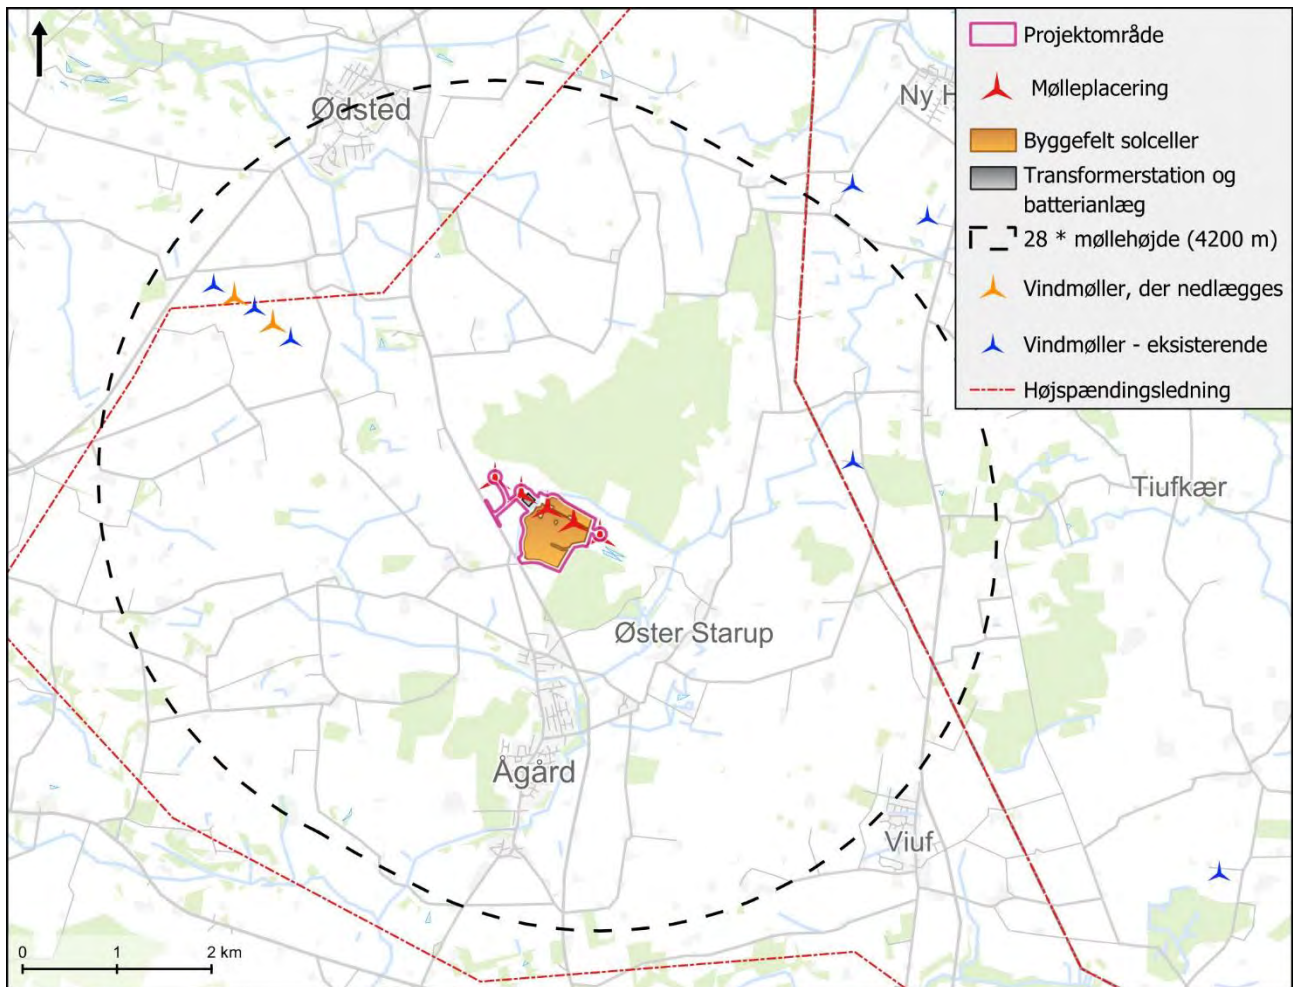 Projektområde
Mølleplacering
Byggefelt solceller
Transformerstation og
batterianlæg
28 * møllehøjde (4200 m)
Vindmøller, der nedlægges
Vindmøller - eksisterende
Højspændingsledning
Ødsted
Ny H
Tiufkær
Øster Starup
Ågård
Viuf
0 1 2 km